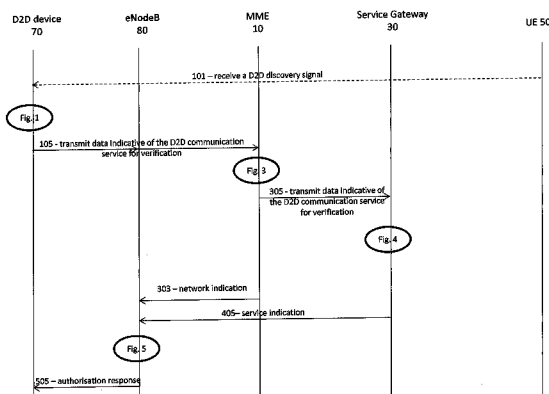 D2D device
70
eNodeB
80
MME
10
Service Gateway
30
UE 50
101 – receive a D2D discovery signal
Fig. 1
105 - transmit data indicative of the D2D communication
service for verification
Fig. 3
305 - transmit data indicative of
the D2D communication service
for verification
Fig. 4
303 – network indication
405– service indication
Fig. 5
505 – authorisation response